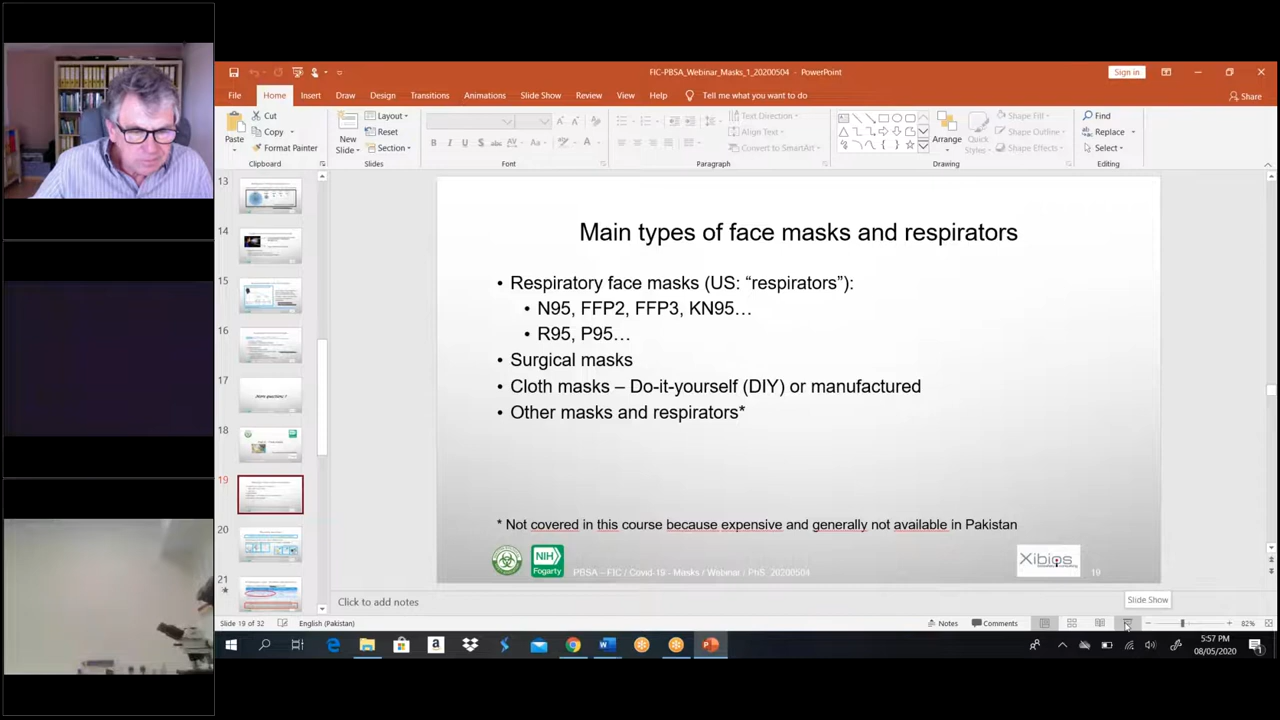 FIC-PBSA_Webinar_Masks_1_20200504 - PowerPoint
Sign in
File Home Insert Draw Design Transitions Animations Slide Show Review View Help Tell me what you want to do
Share
Paste
Cut
Copy
Format Painter
Clipboard
New Slide
Layout
Reset
Section
Slides
B I U S abc AV Aa A
Font
Text Direction
Align Text
Convert to SmartArt
Paragraph
Arrange
Quick Styles
Shape Fill
Shape Outline
Shape Effects
Drawing
Find
Replace
Select
Editing
13
14
15
16
17
18
19
20
21
Main types of face masks and respirators
• Respiratory face masks (US: “respirators”):
• N95, FFP2, FFP3, KN95…
• R95, P95…
• Surgical masks
• Cloth masks – Do-it-yourself (DIY) or manufactured
• Other masks and respirators*
* Not covered in this course because expensive and generally not available in Pakistan
NIH
Fogarty
PBSA – FIC / Covid-19 - Masks / Webinar / PhS 20200504
Xibios
19
Click to add notes
Slide Show
Slide 19 of 32 English (Pakistan) Notes Comments 82%
5:57 PM
08/05/2020